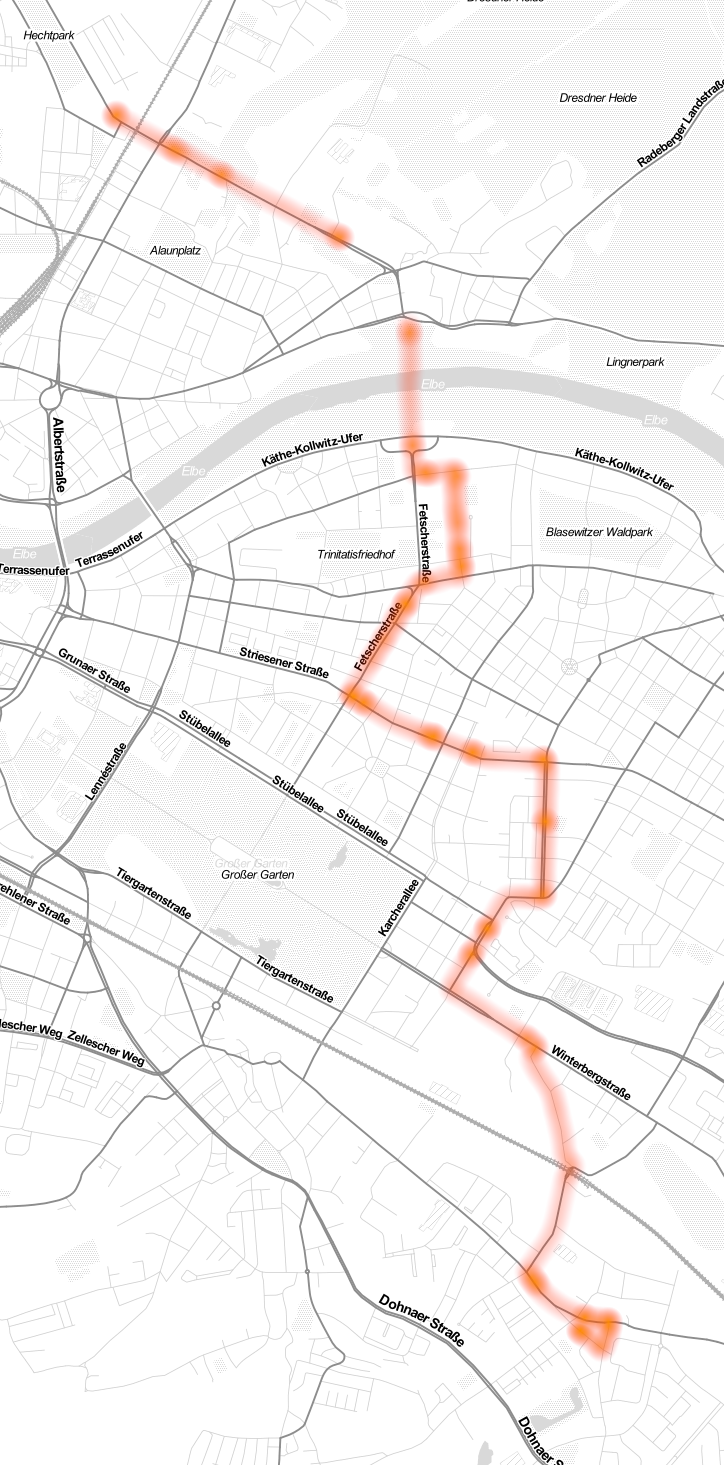 Dresdner Heide
Hechtpark
Dresdner Heide
Radeberger Landstraße
Alaunplatz
Lingnerpark
Elbe
Elbe
Albertstraße
Käthe-Kollwitz-Ufer
Käthe-Kollwitz-Ufer
Elbe
Fetscherstraße
Blasewitzer Waldpark
Terrassenufer
Elbe
Trinitatisfriedhof
Terrassenufer
Fetscherstraße
Striesener Straße
Grunaer Straße
Stübelallee
Lennéstraße
Stübelallee
Stübelallee
Großer Garten
Großer Garten
Tiergartenstraße
Karcherallee
rehlener Straße
Tiergartenstraße
lescher Weg
Zellescher Weg
Winterbergstraße
Dohnaer Straße
Dohnaer S